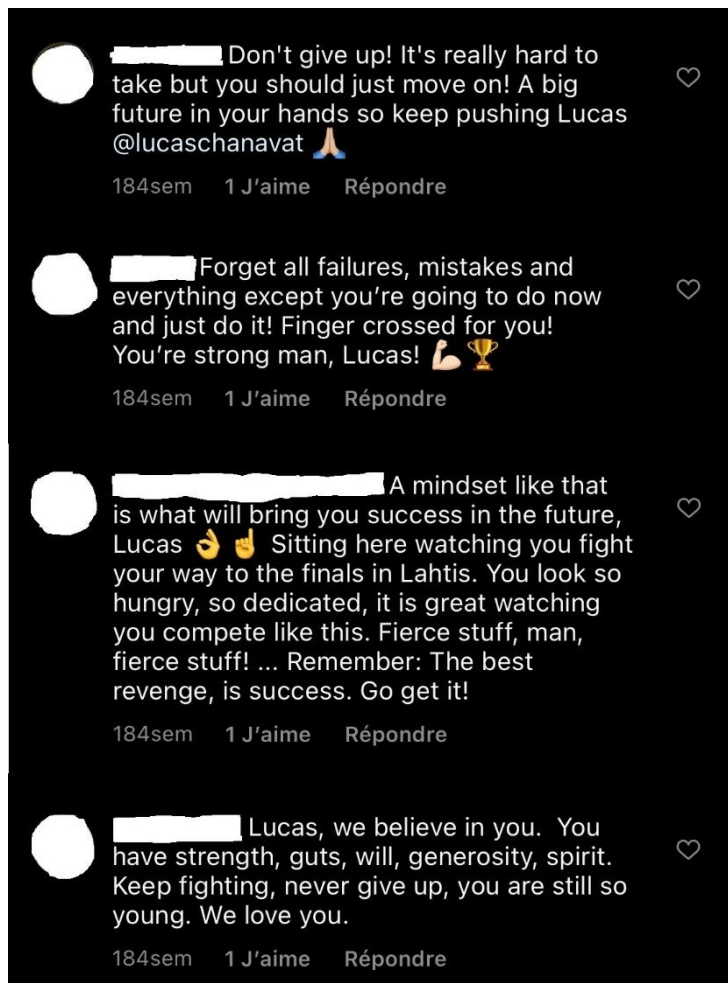 Don't give up! It's really hard to
take but you should just move on! A big
future in your hands so keep pushing Lucas
@lucaschanavat 🙏🏼
184sem 1 J'aime Répondre
Forget all failures, mistakes and
everything except you’re going to do now
and just do it! Finger crossed for you!
You’re strong man, Lucas! 💪🏻🏆
184sem 1 J'aime Répondre
A mindset like that
is what will bring you success in the future,
Lucas 👌☝️ Sitting here watching you fight
your way to the finals in Lahtis. You look so
hungry, so dedicated, it is great watching
you compete like this. Fierce stuff, man,
fierce stuff! ... Remember: The best
revenge, is success. Go get it!
184sem 1 J'aime Répondre
Lucas, we believe in you.  You
have strength, guts, will, generosity, spirit.
Keep fighting, never give up, you are still so
young. We love you.
184sem 1 J'aime Répondre